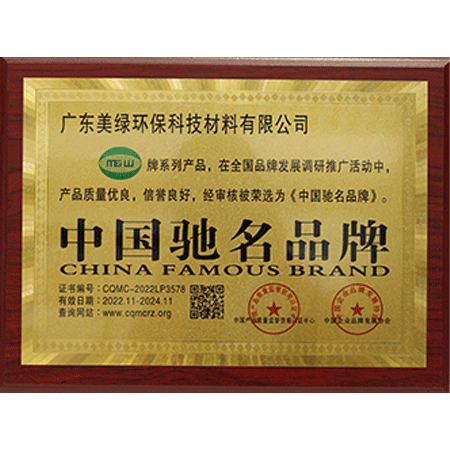 广东美绿环保科技材料有限公司
MGW 牌系列产品，在全国品牌发展调研推广活动中，
产品质量优良，信誉良好，经审核被荣选为《中国驰名品牌》。
中国驰名品牌
CHINA FAMOUS BRAND
证书编号：CQMC-2022LP3578
有效日期：2022.11-2024.11
查询网站：www.cqmcrz.org